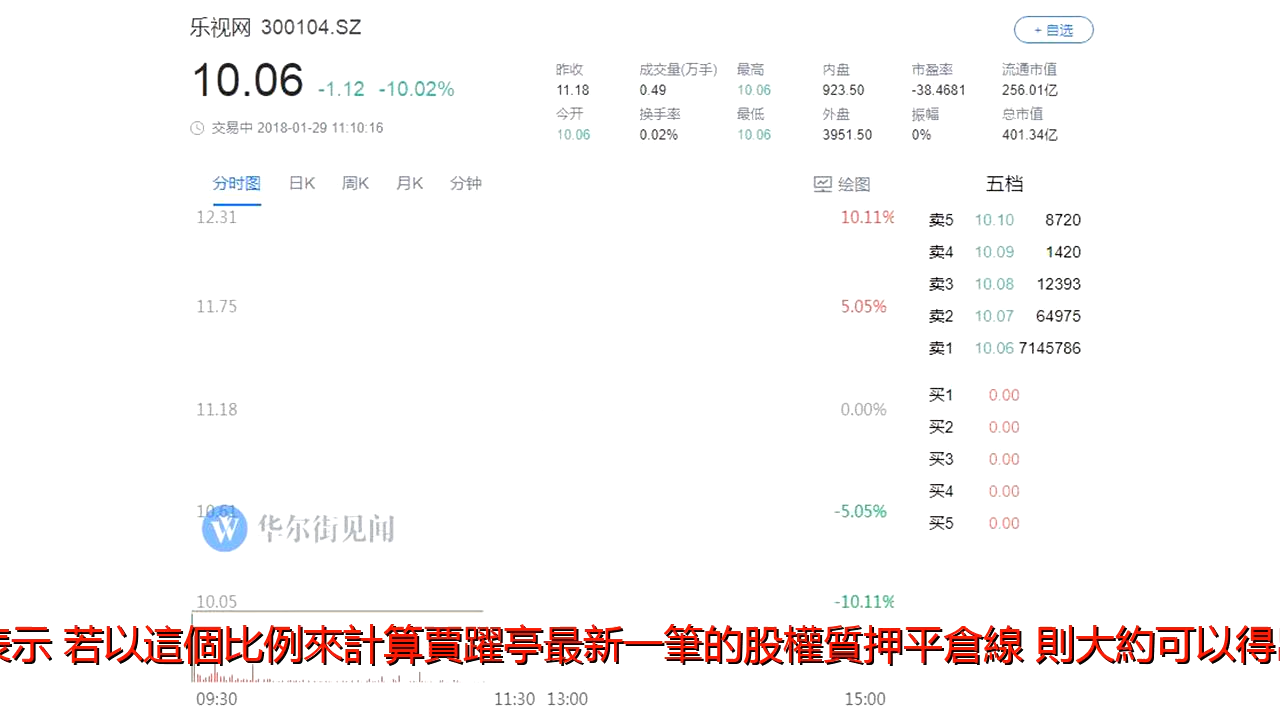 乐视网 300104.SZ
+ 自选
10.06 -1.12 -10.02%
交易中 2018-01-29 11:10:16
昨收 成交量(万手) 最高 内盘 市盈率 流通市值
11.18 0.49 10.06 923.50 -38.4681 256.01亿
今开 换手率 最低 外盘 振幅 总市值
10.06 0.02% 10.06 3951.50 0% 401.34亿
分时图 日K 周K 月K 分钟 绘图
五档
12.31 10.11%
卖5 10.10 8720
卖4 10.09 1420
卖3 10.08 12393
11.75 5.05%
卖2 10.07 64975
卖1 10.06 7145786
11.18 0.00%
买1 0.00
买2 0.00
买3 0.00
买4 0.00
10.61 -5.05%
买5 0.00
W 华尔街见闻
10.05 -10.11%
表示 若以這個比例來計算賈躍亭最新一筆的股權質押平倉線 則大約可以得
09:30 11:30 13:00 15:00